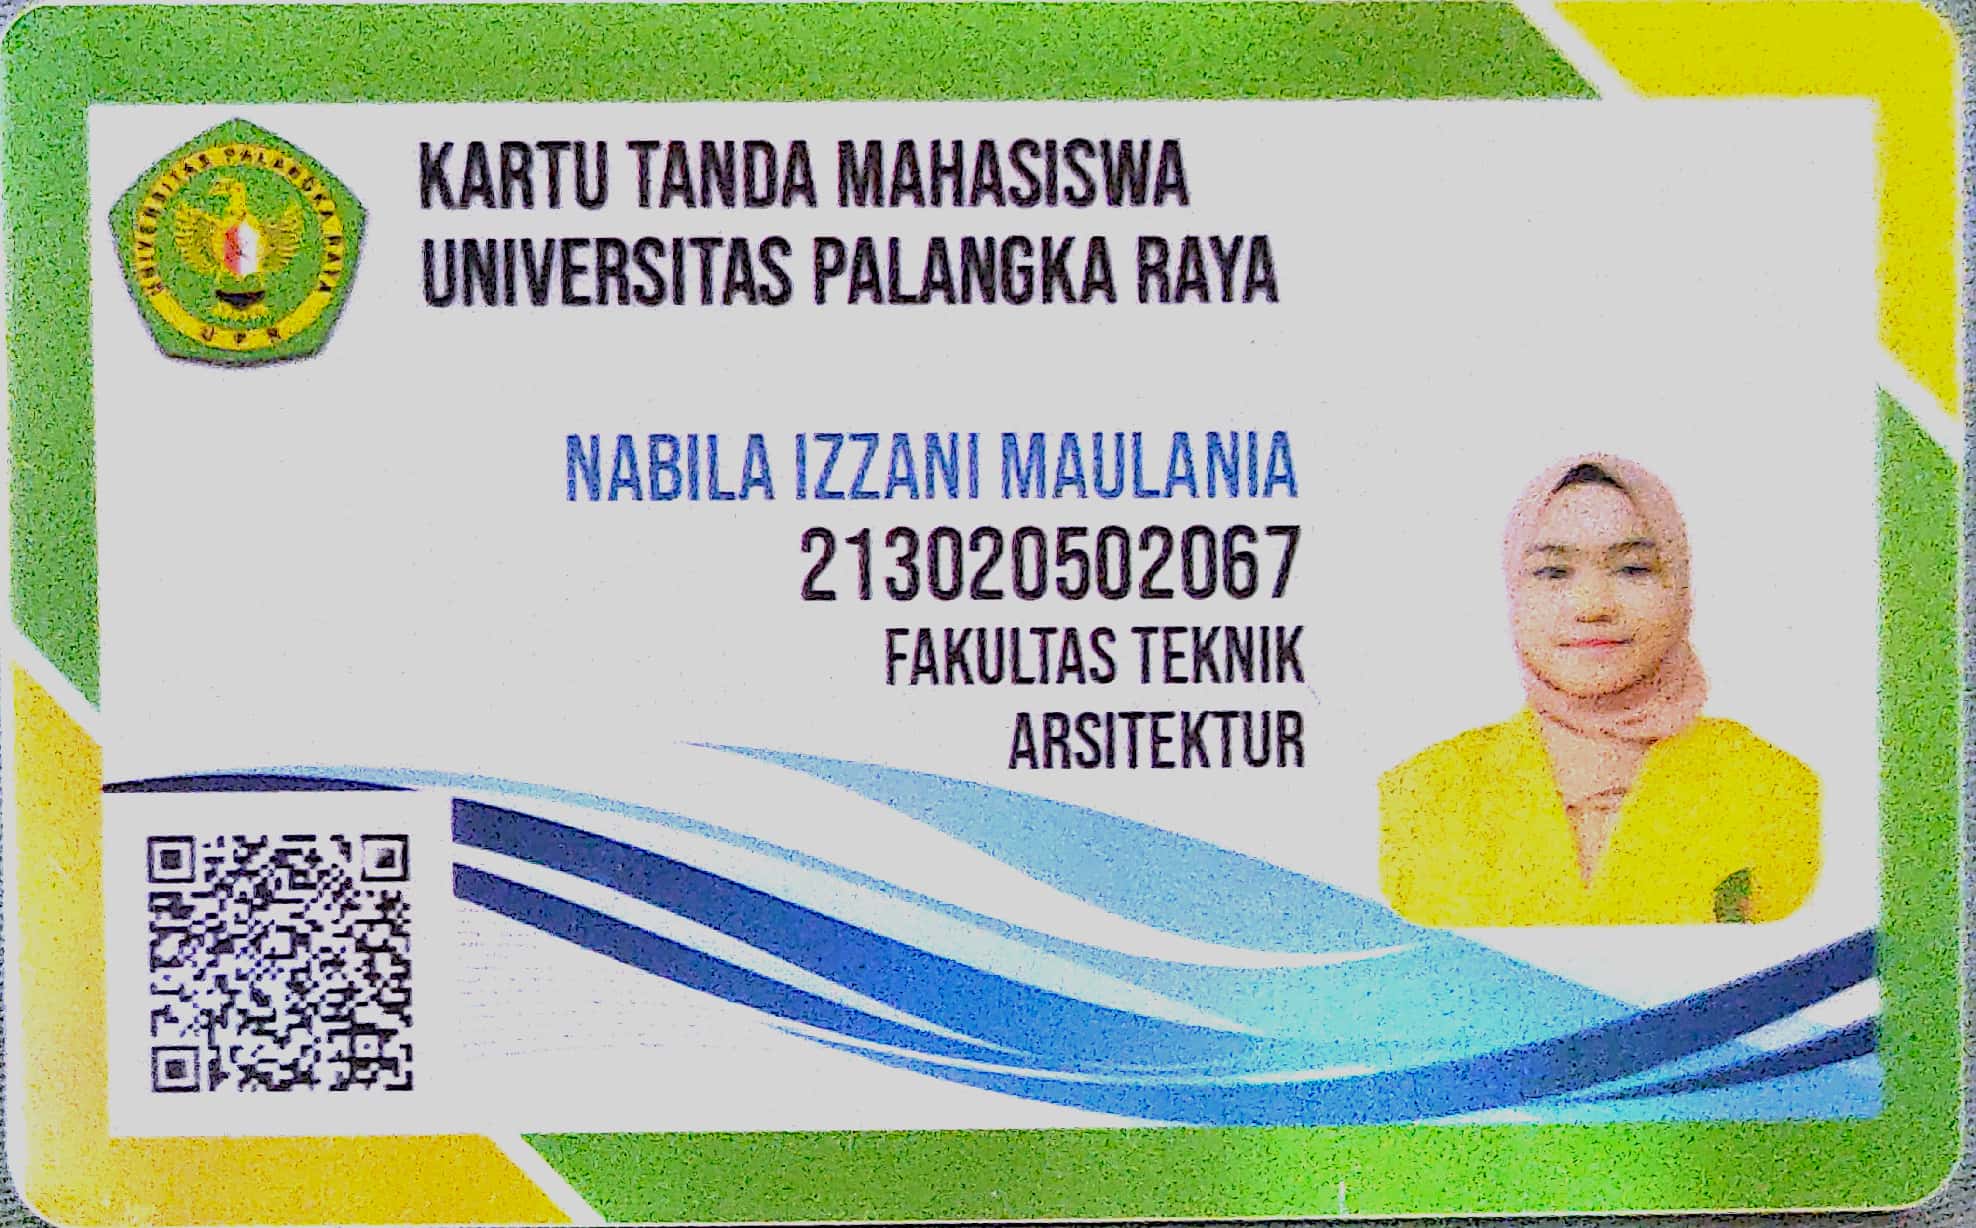 UNIVERSITAS PALANGKA RAYA
UPR
KARTU TANDA MAHASISWA
UNIVERSITAS PALANGKA RAYA
NABILA IZZANI MAULANIA
213020502067
FAKULTAS TEKNIK
ARSITEKTUR